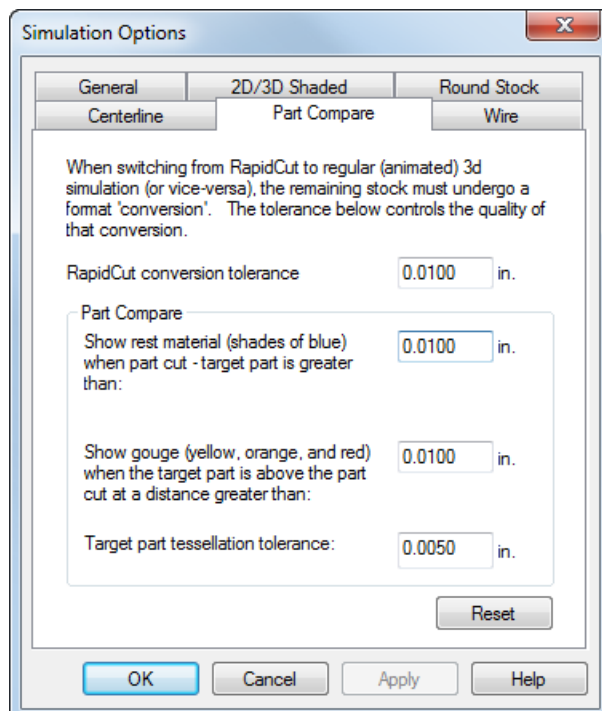 Simulation Options
General 2D/3D Shaded Round Stock
Centerline Part Compare Wire
When switching from RapidCut to regular (animated) 3d
simulation (or vice-versa), the remaining stock must undergo a
format 'conversion'. The tolerance below controls the quality of
that conversion.
RapidCut conversion tolerance 0.0100 in.
Part Compare
Show rest material (shades of blue)
when part cut - target part is greater
than:
0.0100 in.
Show gouge (yellow, orange, and red)
when the target part is above the part
cut at a distance greater than:
0.0100 in.
Target part tessellation tolerance: 0.0050 in.
Reset
OK Cancel Apply Help